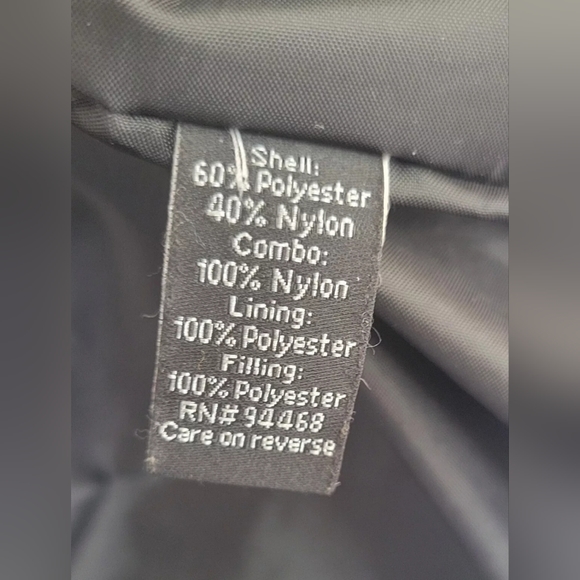 Shell:
60% Polyester
40% Nylon
Combo:
100% Nylon
Lining:
100% Polyester
Filling:
100% Polyester
RN# 94468
Care on reverse